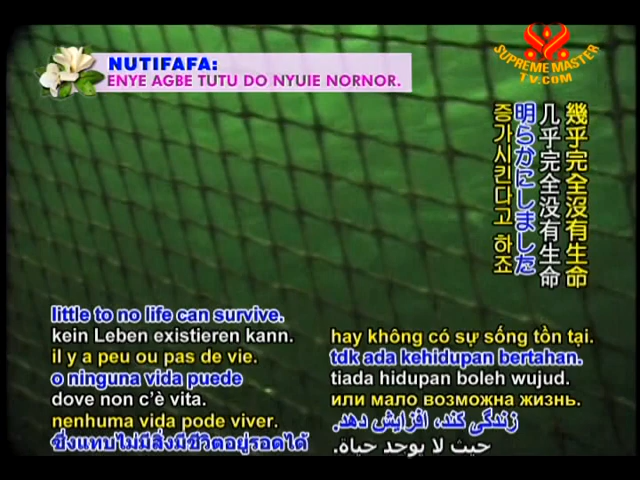 NUTIFAFA:
ENYE AGBE TUTU DO NYUIE NORNOR.
SUPREME MASTER
TV.COM
幾乎完全沒有生命
几乎完全没有生命
明らかにしました
증가시킨다고 하죠
little to no life can survive.
kein Leben existieren kann.
il y a peu ou pas de vie.
o ninguna vida puede
dove non c'è vita.
nenhuma vida pode viver.
ซึ่งแทบไม่มีสิ่งมีชีวิตอยู่รอดได้
hay không có sự sống tồn tại.
tdk ada kehidupan bertahan.
tiada hidupan boleh wujud.
или мало возможна жизнь.
زندگی کند، افزایش دهد.
حيث لا يوجد حياة.